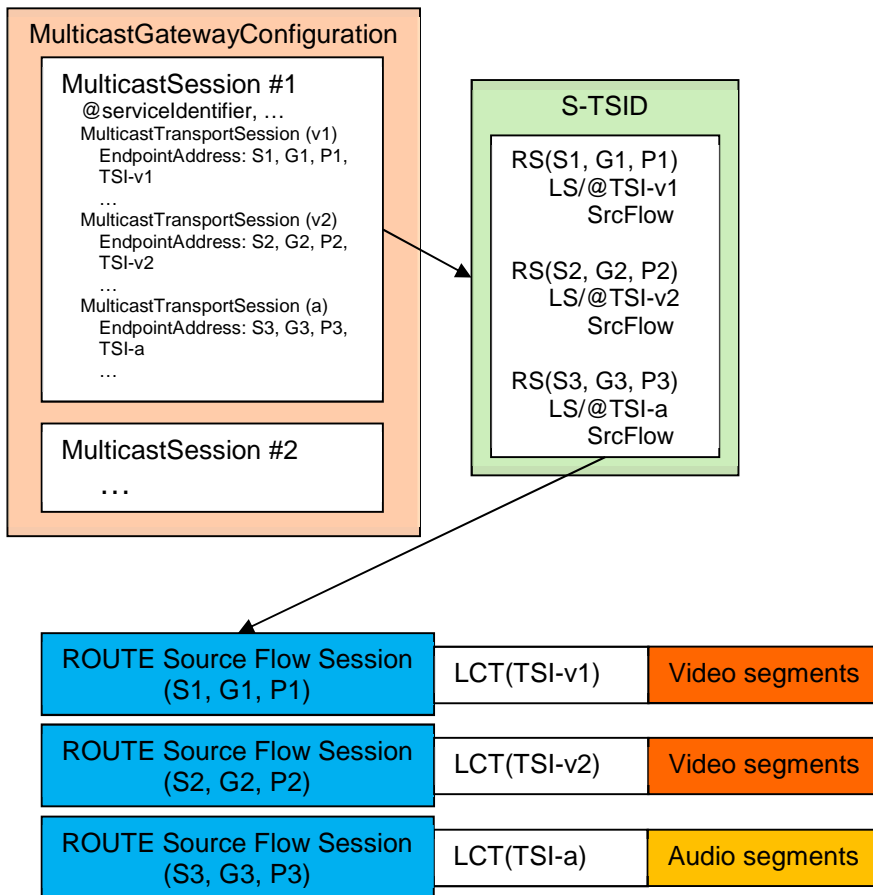 MulticastGatewayConfiguration
MulticastSession #1
@serviceIdentifier, …
MulticastTransportSession (v1)
EndpointAddress: S1, G1, P1,
TSI-v1
…
MulticastTransportSession (v2)
EndpointAddress: S2, G2, P2,
TSI-v2
…
MulticastTransportSession (a)
EndpointAddress: S3, G3, P3,
TSI-a
…
MulticastSession #2
…
S-TSID
RS(S1, G1, P1)
LS/@TSI-v1
SrcFlow
RS(S2, G2, P2)
LS/@TSI-v2
SrcFlow
RS(S3, G3, P3)
LS/@TSI-a
SrcFlow
ROUTE Source Flow Session
(S1, G1, P1)
LCT(TSI-v1)
Video segments
ROUTE Source Flow Session
(S2, G2, P2)
LCT(TSI-v2)
Video segments
ROUTE Source Flow Session
(S3, G3, P3)
LCT(TSI-a)
Audio segments